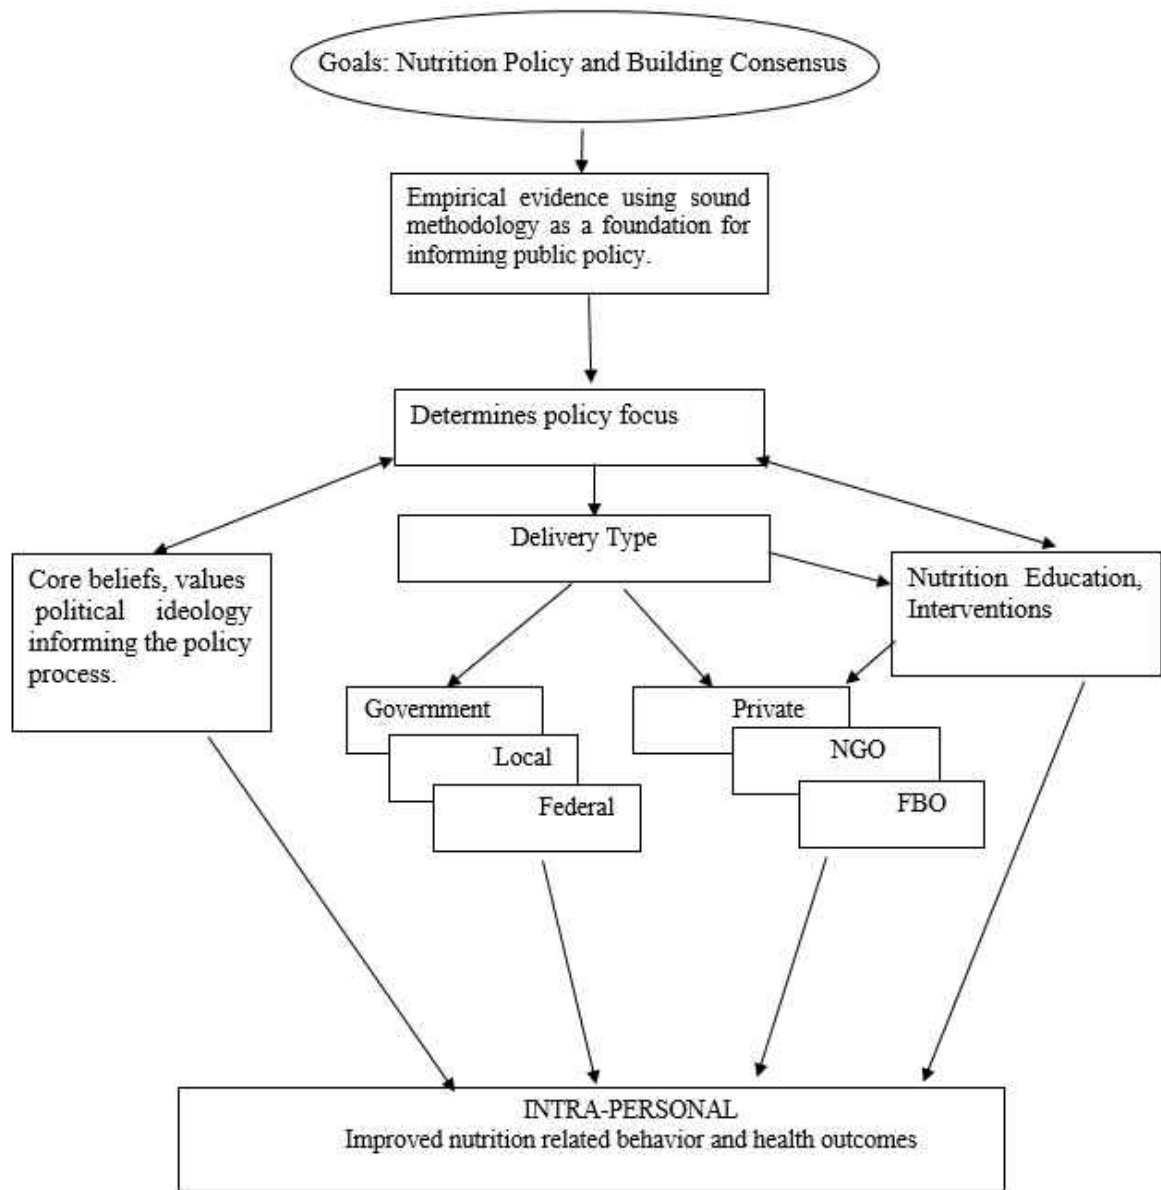 Goals: Nutrition Policy and Building Consensus
Empirical evidence using sound
methodology as a foundation for
informing public policy.
Determines policy focus
Delivery Type
Core beliefs, values
political ideology
informing the policy
process.
Nutrition Education,
Interventions
Government
Local
Federal
Private
NGO
FBO
INTRA-PERSONAL
Improved nutrition related behavior and health outcomes